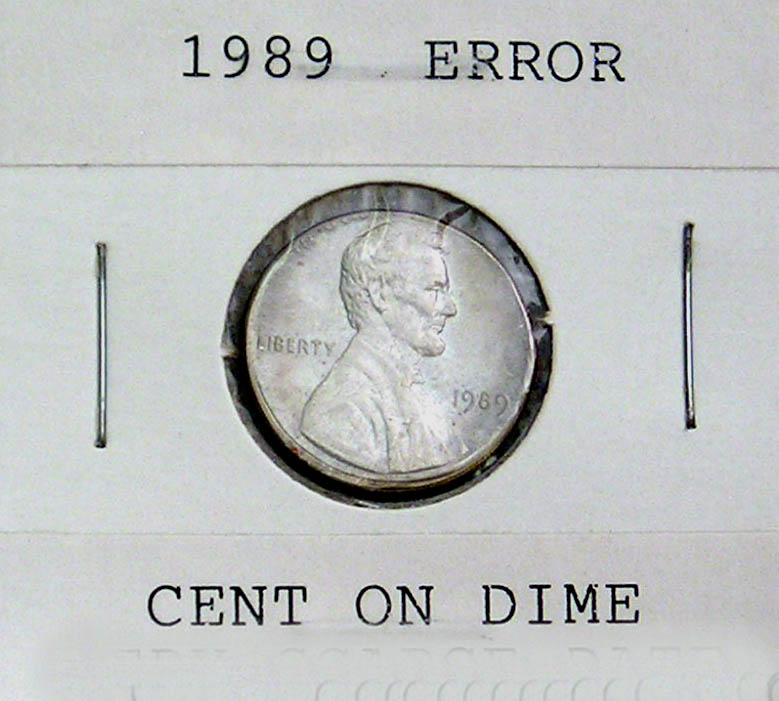 1989 ERROR
LIBERTY
1989
CENT ON DIME